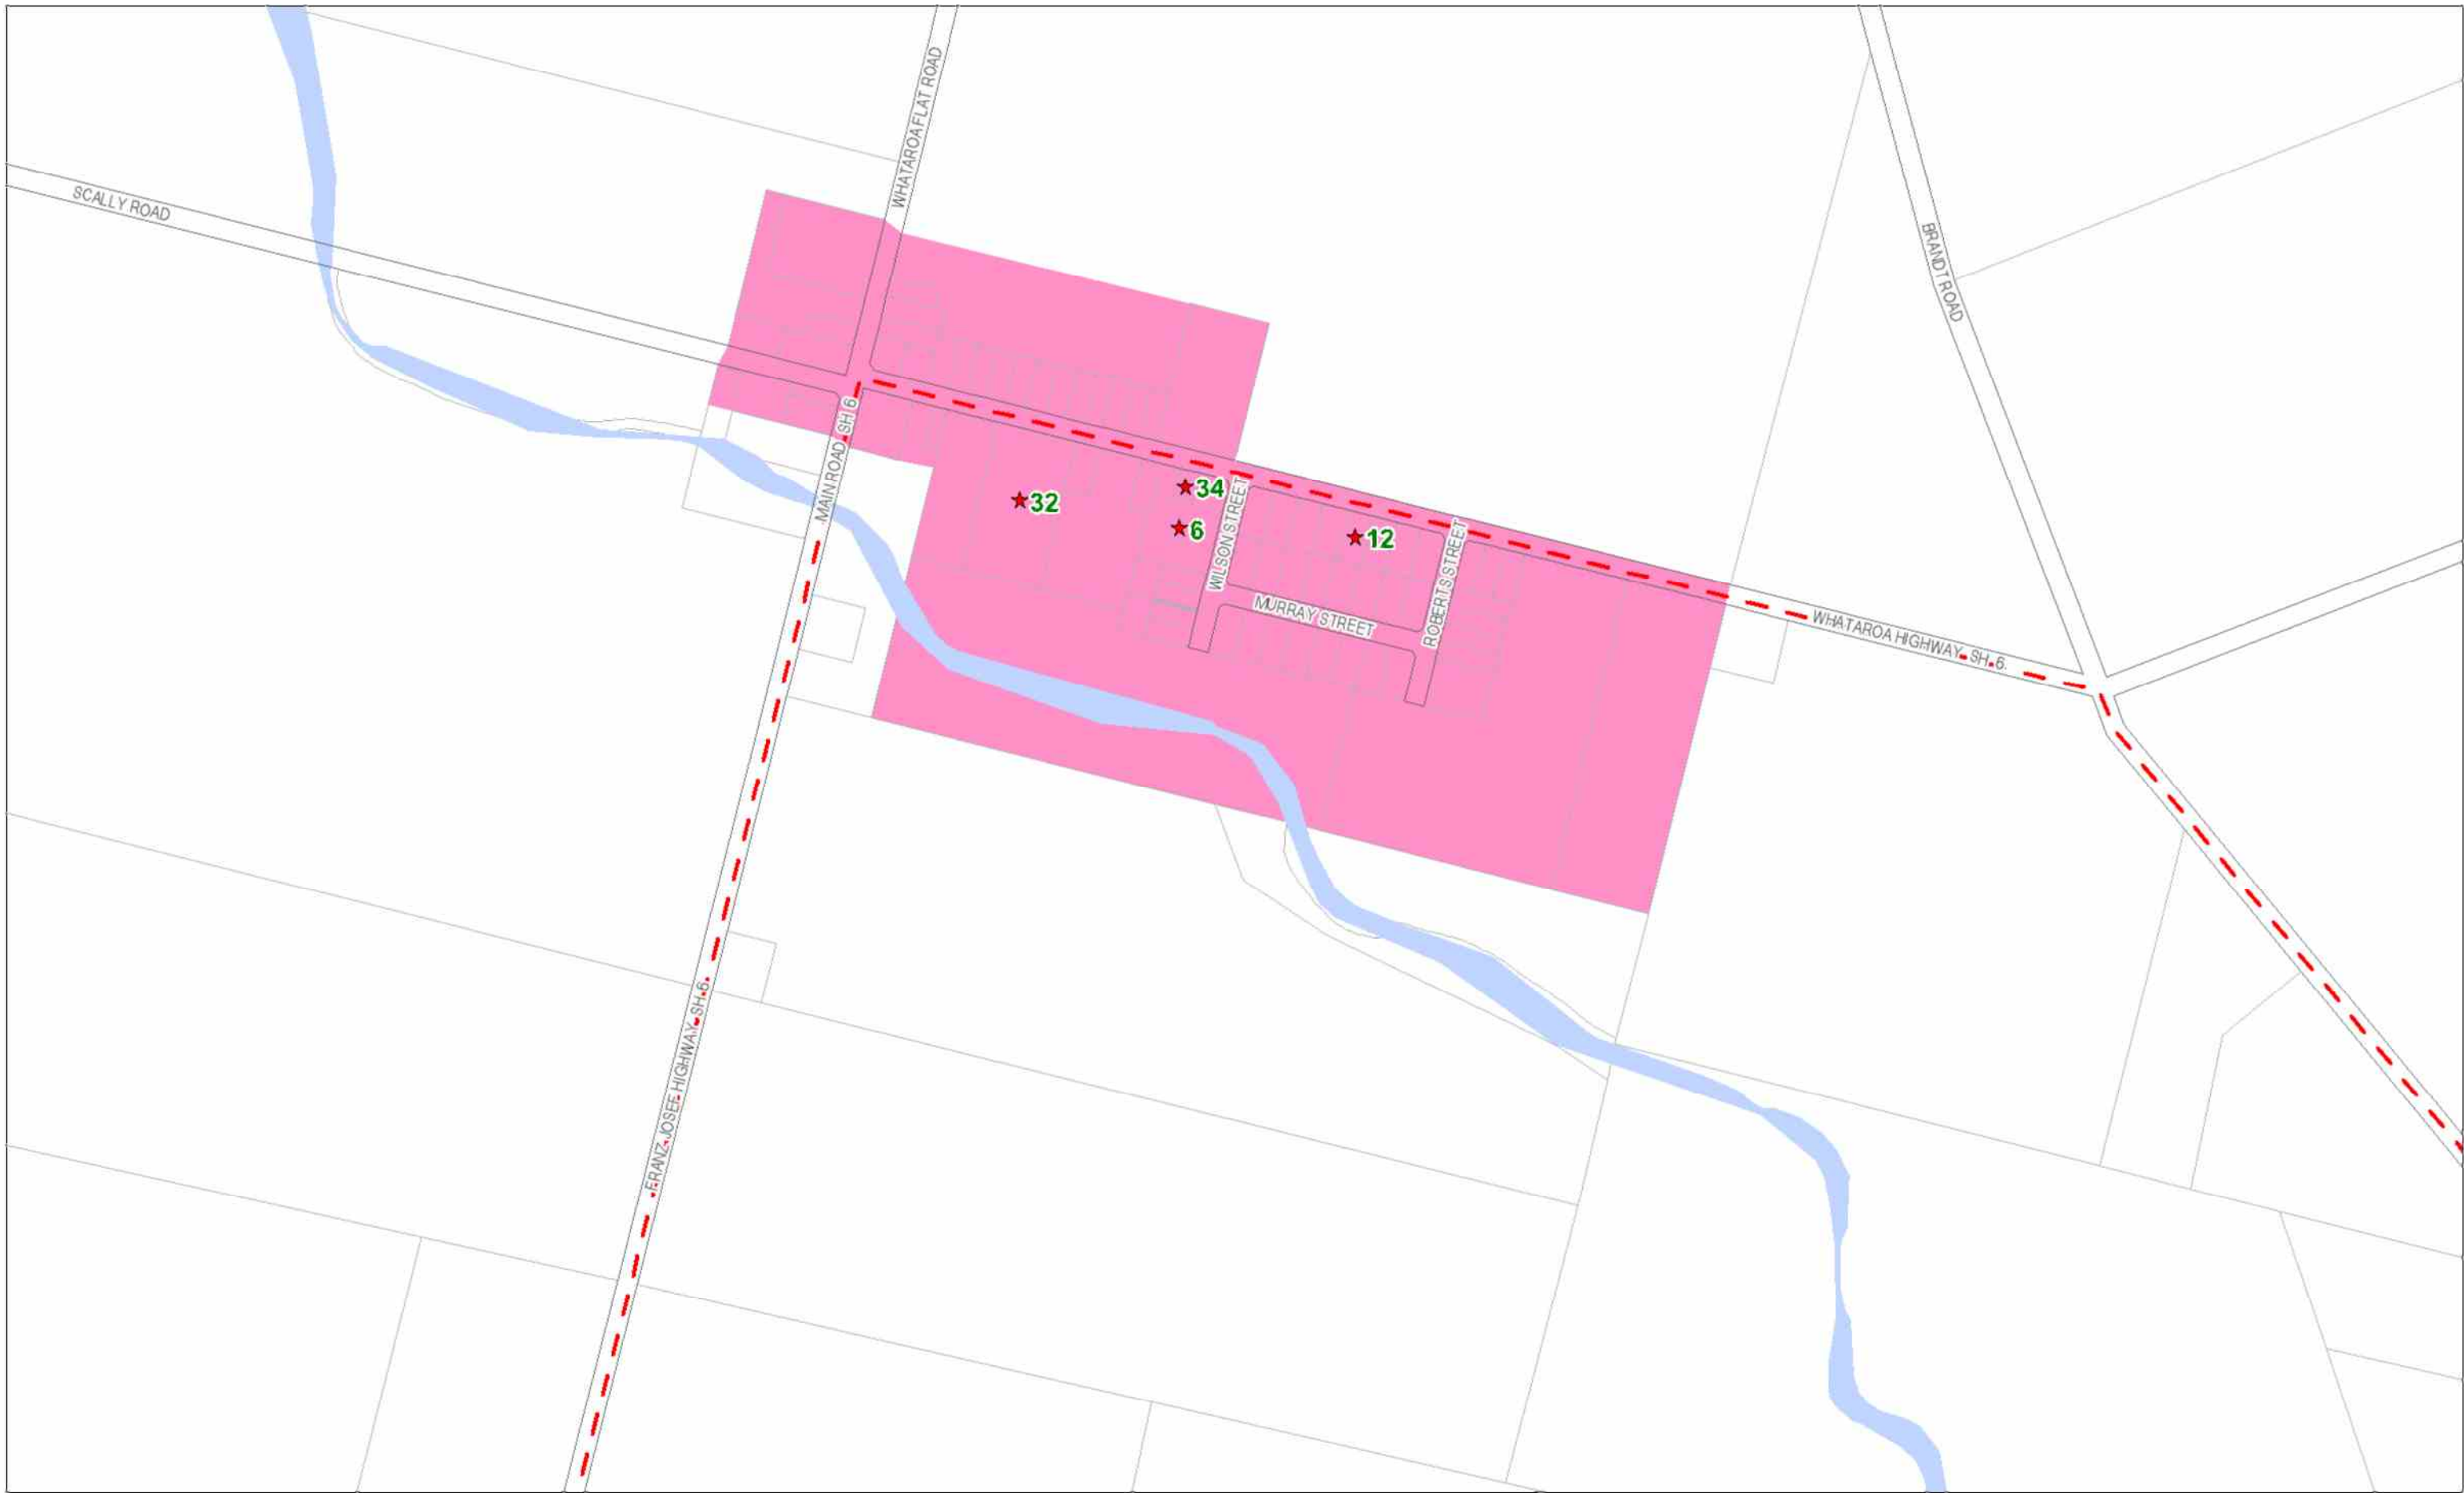 WHATAROA FLAT ROAD
SCALLY ROAD
BRANDT ROAD
MAIN ROAD SH 6
34
32
6
12
WILSON STREET
ROBERTS STREET
MURRAY STREET
WHATAROA HIGHWAY SH 6
FRANZ JOSEF HIGHWAY SH 6